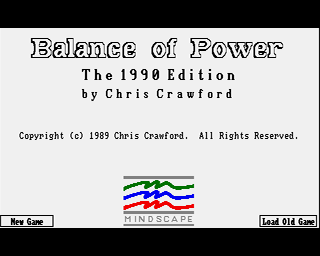 Balance of Power
The 1990 Edition
by Chris Crawford
Copyright (c) 1989 Chris Crawford. All Rights Reserved.
MINDSCAPE
New Game
Load Old Game